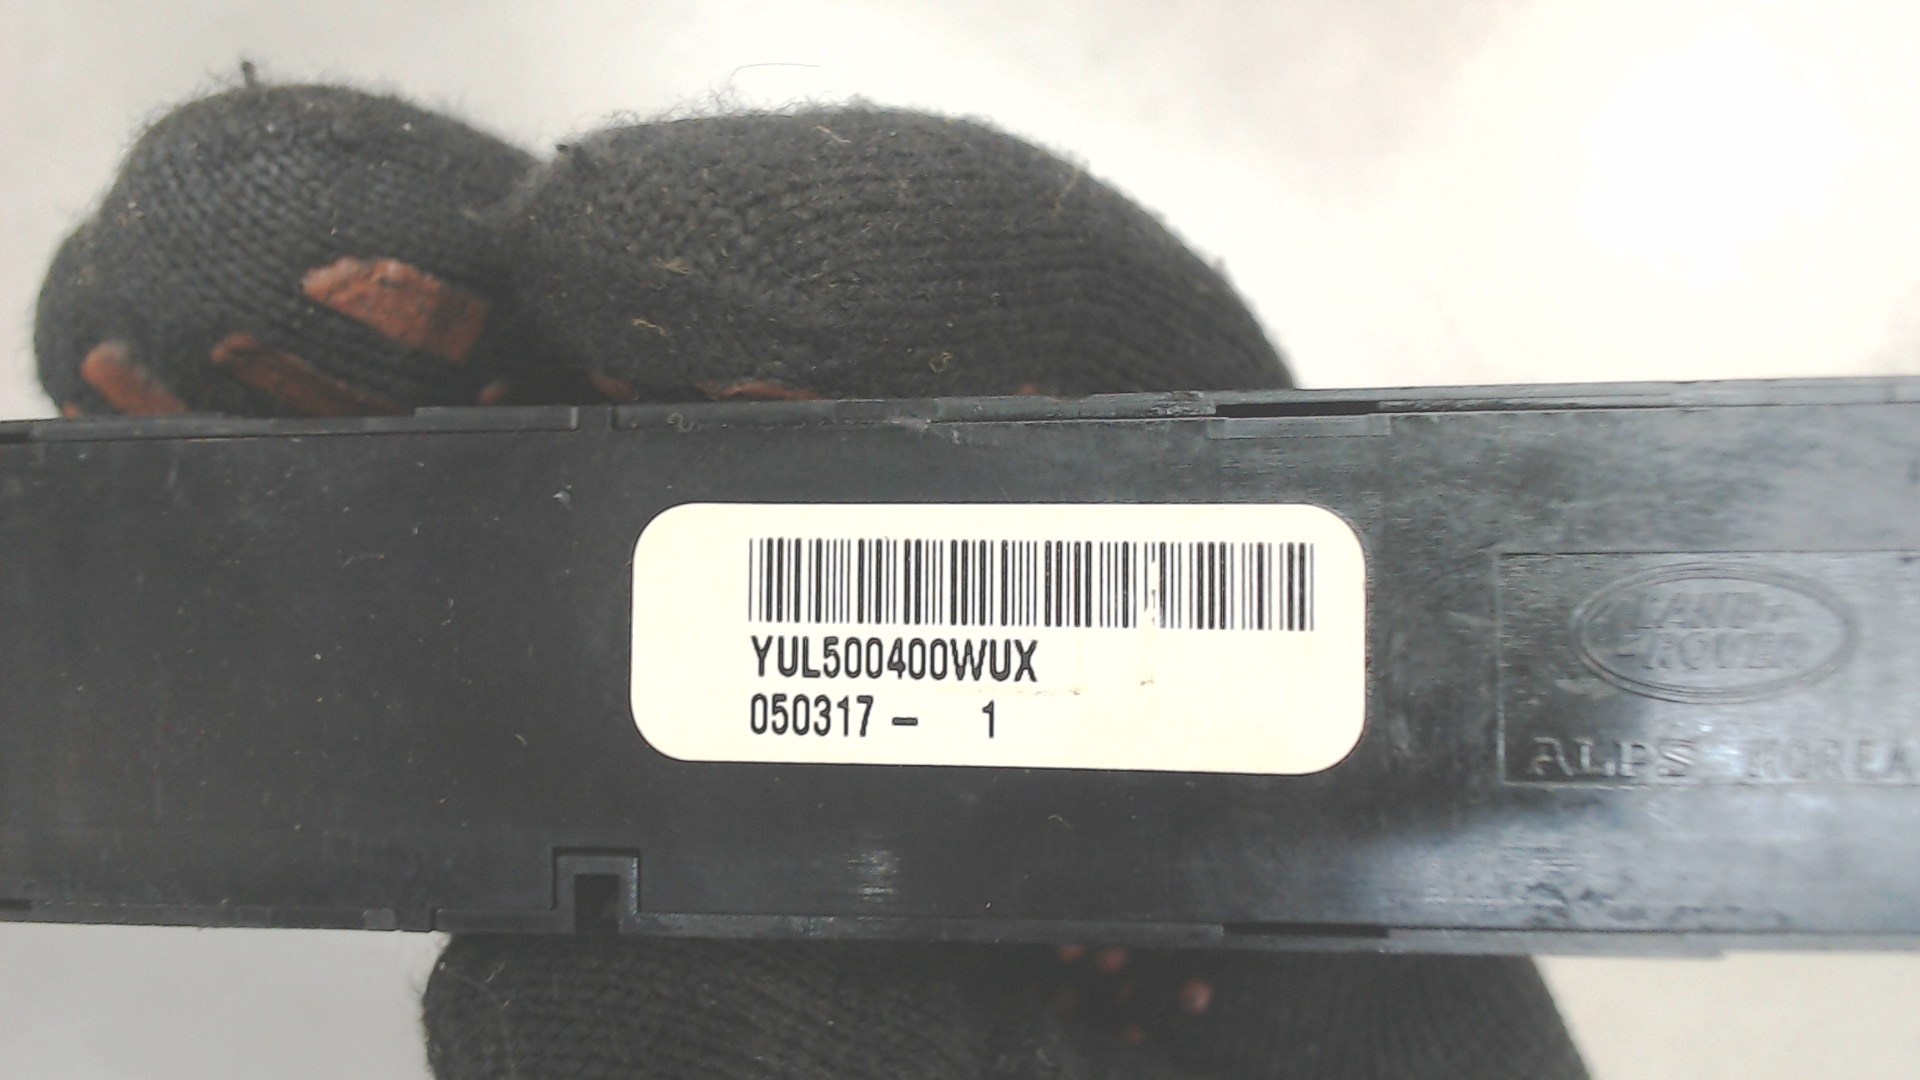 YUL500400WUX
050317 - 1
LAND-
-ROVER
ALPS KOREA